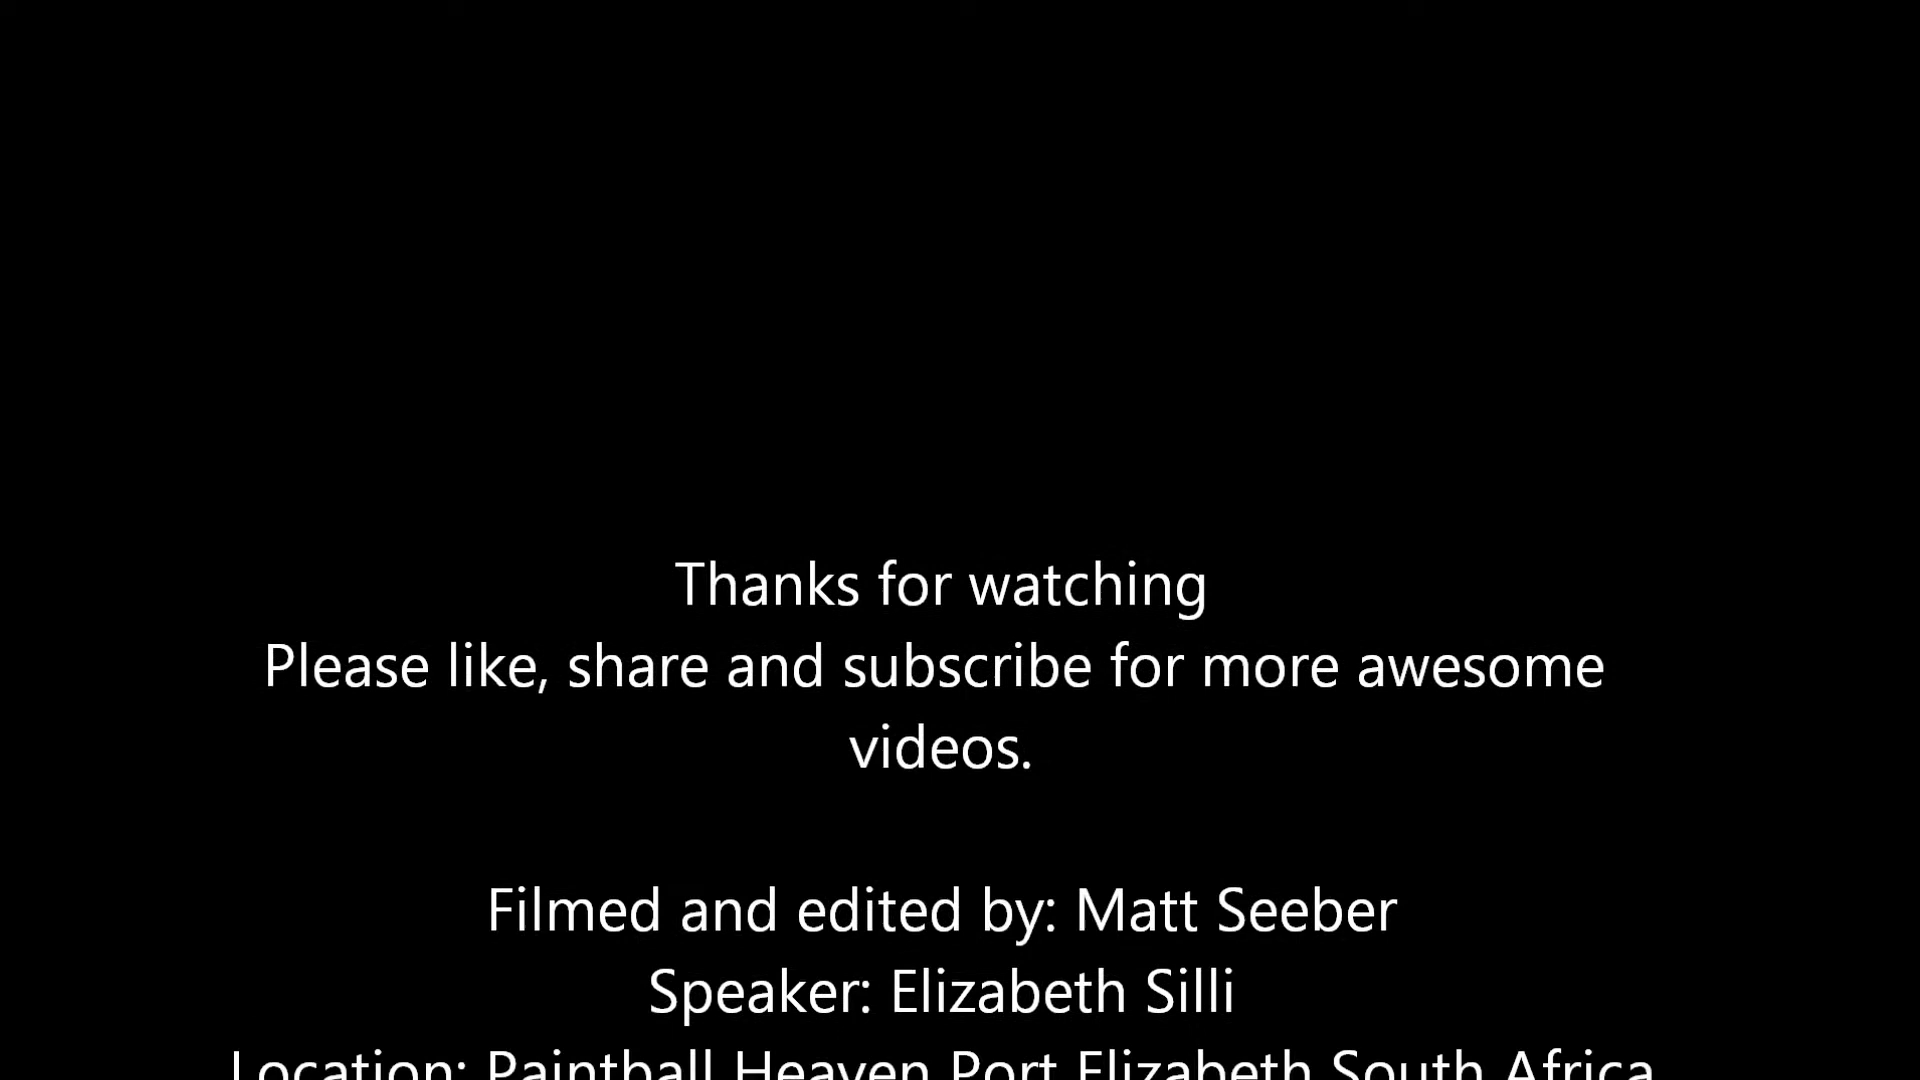 Thanks for watching
Please like, share and subscribe for more awesome
videos.
Filmed and edited by: Matt Seeber
Speaker: Elizabeth Silli
Location: Paintball Heaven Port Elizabeth South Africa